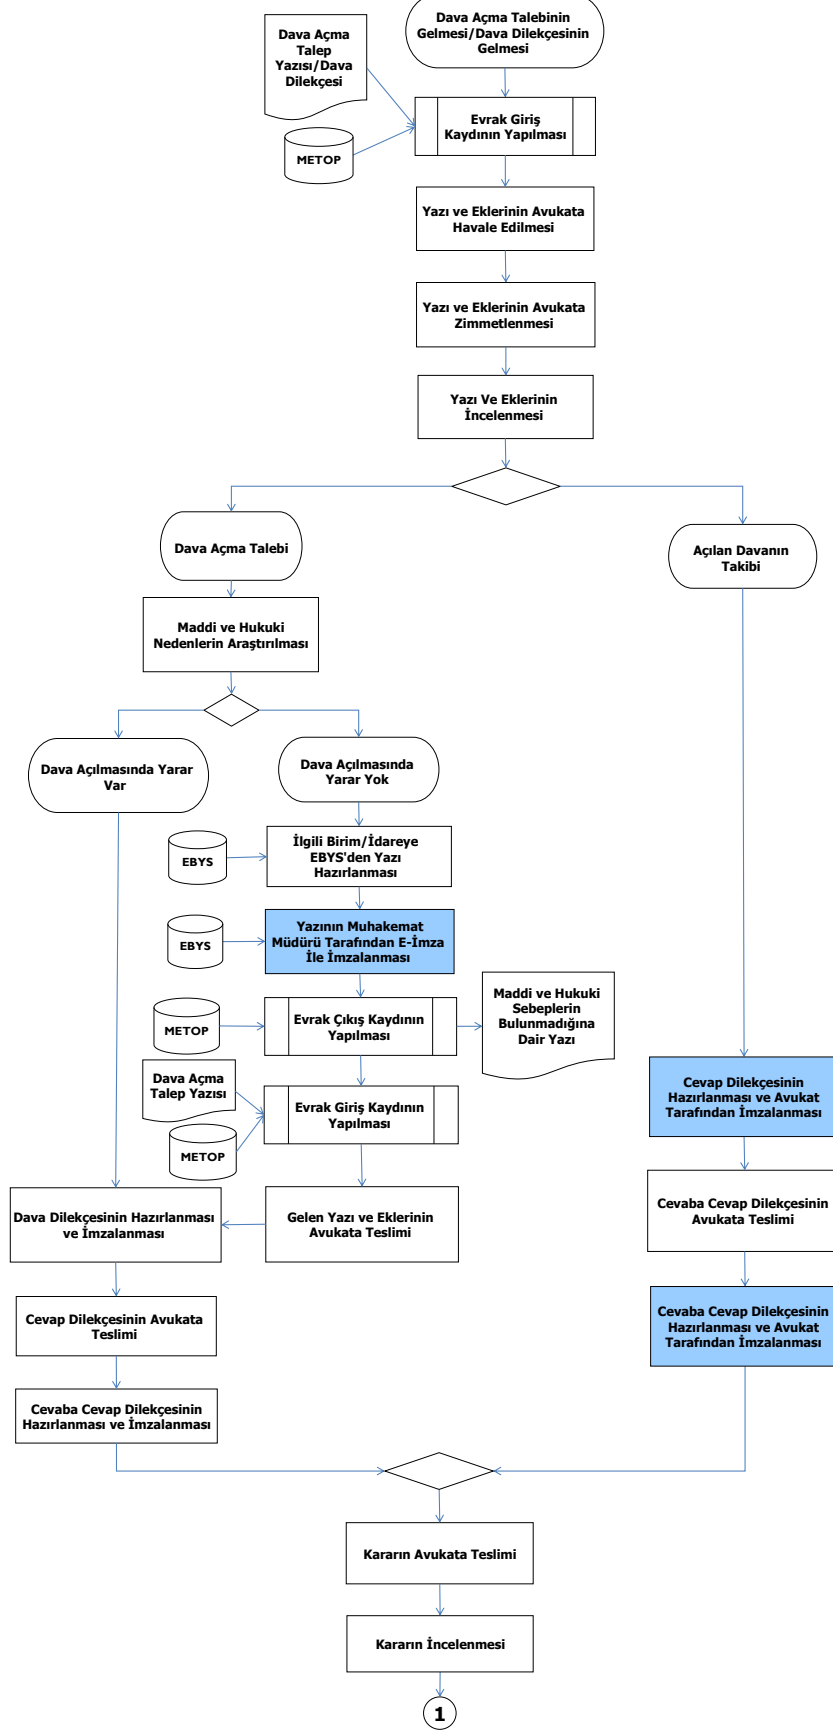 Dava Açma Talebinin
Gelmesi/Dava Dilekçesinin
Gelmesi
Dava Açma
Talep
Yazısı/Dava
Dilekçesi
METOP
Evrak Giriş
Kaydının Yapılması
Yazı ve Eklerinin Avukata
Havale Edilmesi
Yazı ve Eklerinin Avukata
Zimmetlenmesi
Yazı Ve Eklerinin
İncelenmesi
Dava Açma Talebi
Açılan Davanın
Takibi
Maddi ve Hukuki
Nedenlerin Araştırılması
Dava Açılmasında Yarar
Var
Dava Açılmasında
Yarar Yok
EBYS
İlgili Birim/İdareye
EBYS'den Yazı
Hazırlanması
EBYS
Yazının Muhakemat
Müdürü Tarafından E-İmza
İle İmzalanması
METOP
Evrak Çıkış Kaydının
Yapılması
Maddi ve Hukuki
Sebeplerin
Bulunmadığına
Dair Yazı
Dava Açma
Talep Yazısı
METOP
Evrak Giriş Kaydının
Yapılması
Cevap Dilekçesinin
Hazırlanması ve Avukat
Tarafından İmzalanması
Dava Dilekçesinin Hazırlanması
ve İmzalanması
Gelen Yazı ve Eklerinin
Avukata Teslimi
Cevaba Cevap Dilekçesinin
Avukata Teslimi
Cevap Dilekçesinin Avukata
Teslimi
Cevaba Cevap Dilekçesinin
Hazırlanması ve Avukat
Tarafından İmzalanması
Cevaba Cevap Dilekçesinin
Hazırlanması ve İmzalanması
Kararın Avukata Teslimi
Kararın İncelenmesi
1